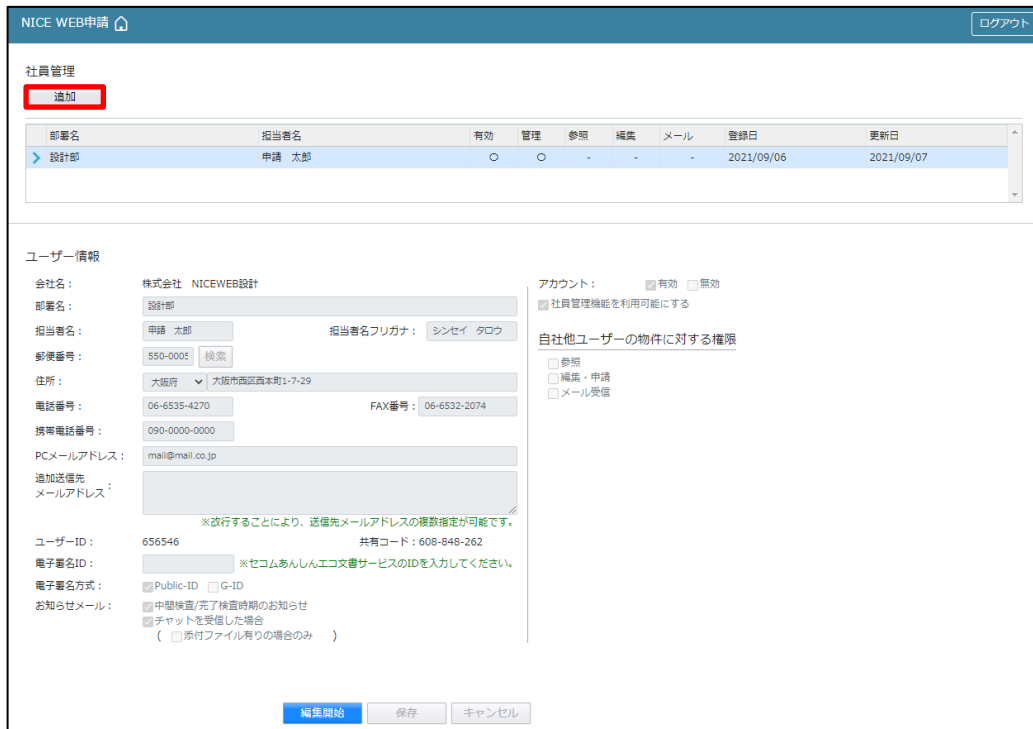 NICE WEB申請 ログアウト
社員管理
追加
部署名 担当者名 有効 管理 参照 編集 メール 登録日 更新日
設計部 申請 太郎 ○ ○ - - - 2021/09/06 2021/09/07
ユーザー情報
会社名： 株式会社 NICEWEB設計
部署名： 設計部
担当者名： 申請 太郎 担当者名フリガナ： シンセイ タロウ
郵便番号： 550-0005 検索
住所： 大阪府 大阪市西区西本町1-7-29
電話番号： 06-6535-4270 FAX番号： 06-6532-2074
携帯電話番号： 090-0000-0000
PCメールアドレス： mail@mail.co.jp
追加送信先
メールアドレス：
※改行することにより、送信先メールアドレスの複数指定が可能です。
ユーザーID： 656546 共有コード：608-848-262
電子署名ID： ※セコムあんしんエコ文書サービスのIDを入力してください。
電子署名方式： Public-ID G-ID
お知らせメール： 中間検査/完了検査時期のお知らせ
チャットを受信した場合
( 添付ファイル有りの場合のみ )
アカウント： 有効 無効
社員管理機能を利用可能にする
自社他ユーザーの物件に対する権限
参照
編集・申請
メール受信
編集開始 保存 キャンセル